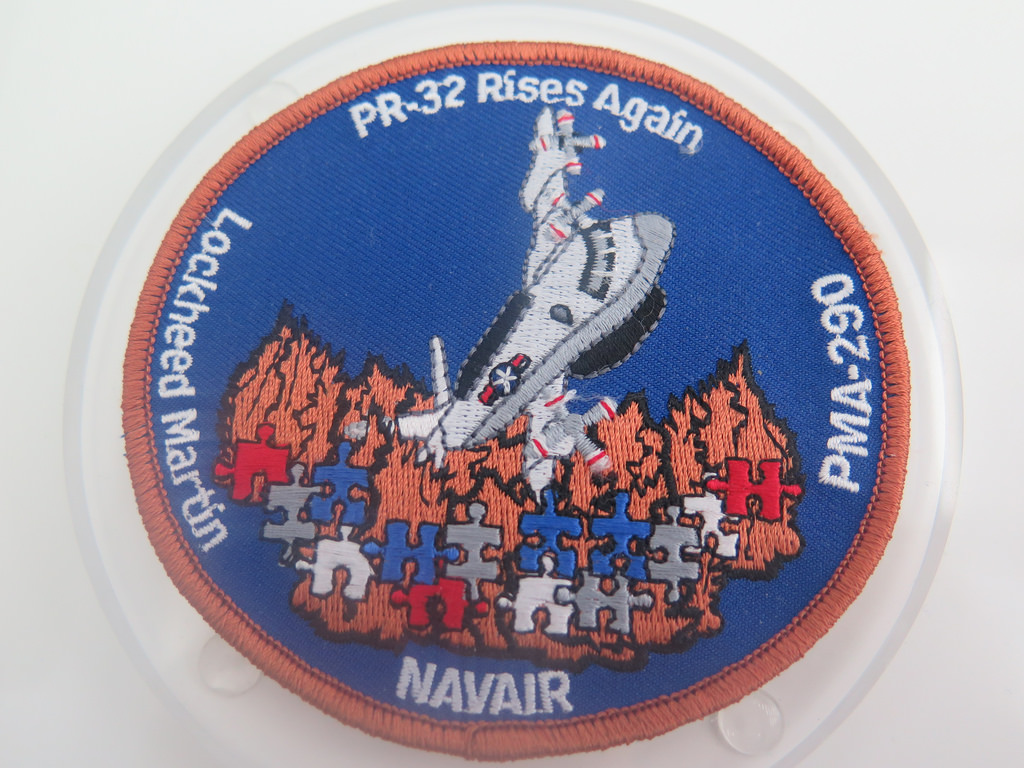 PR-32 Rises Again
Lockheed Martin
PMA-290
NAVAIR